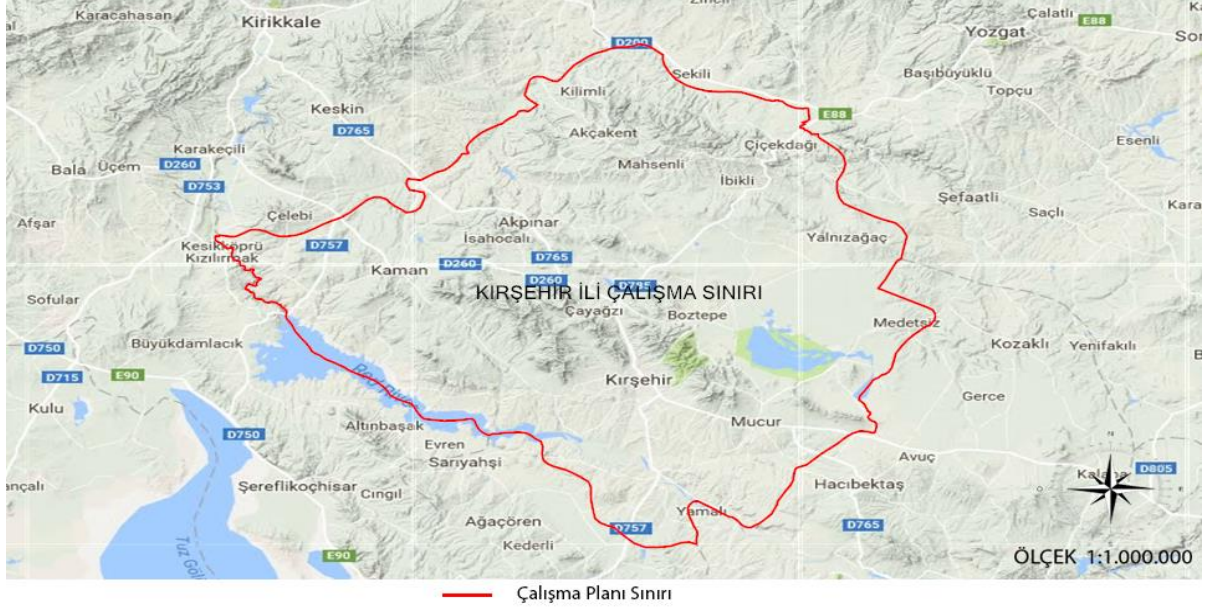 Karacahasan
Kirikkale
Çalatlı
E88
Yozgat
D200
Sekili
Başıbüyüklü
Kilimli
Topçu
Keskin
E88
D765
Akçakent
Çiçekdağı
Esenli
Karakeçili
Mahsenli
Bala
Üçem
D260
İbikli
D753
Şefaatli
Saçlı
Kara
Afşar
Çelebi
Akpınar
Kesikköprü
Kızılırmak
D757
İsahocalı
Yalnızağaç
D765
Kaman
D260
D260
KIRŞEHİR İLİ ÇALIŞMA SINIRI
Sofular
Çayağzı
Boztepe
Medetsiz
Büyükdamlacık
Kozaklı
Yenifakılı
D750
D715
E90
Kırşehir
Kulu
Gerce
Mucur
Altınbaşak
D750
Evren
Avuç
Sarıyahşi
D805
Şereflikoçhisar
Cıngıl
Hacıbektaş
Ağaçören
D757
Yamalı
D765
Kederli
Tuz Gölü
E90
ÖLÇEK 1:1.000.000
Çalışma Planı Sınırı